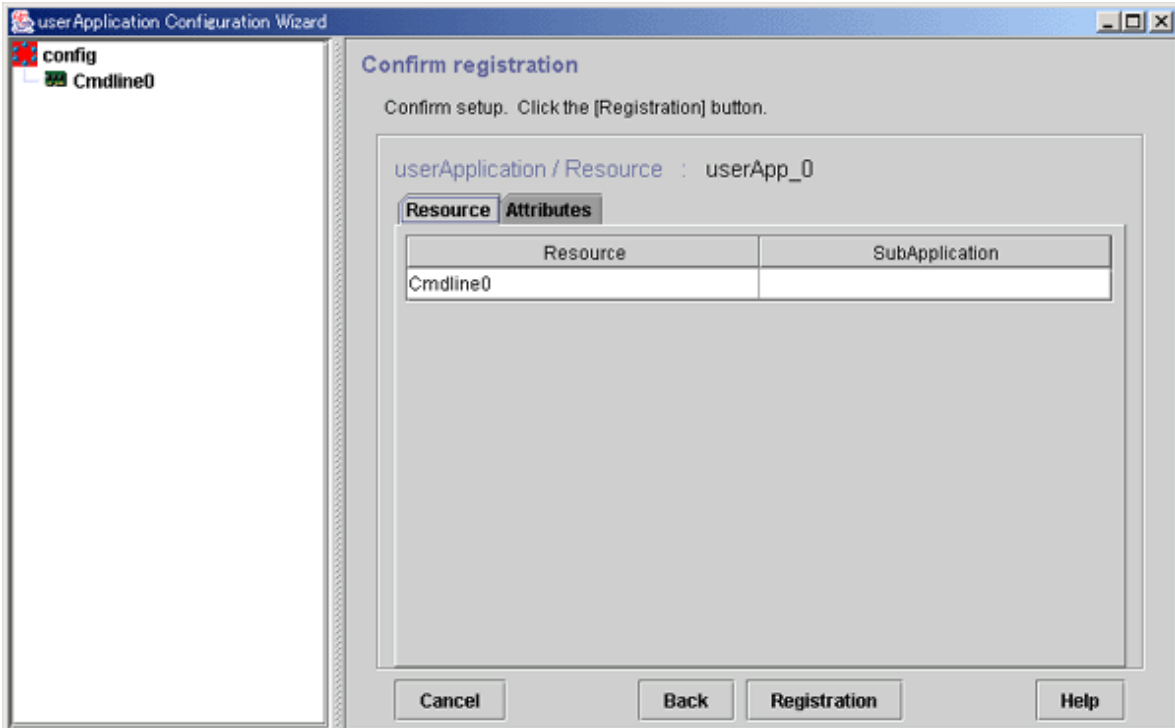 userApplication Configuration Wizard
config
Cmdline0
Confirm registration
Confirm setup. Click the [Registration] button.
userApplication / Resource : userApp_0
Resource Attributes
Resource SubApplication
Cmdline0
Cancel Back Registration Help